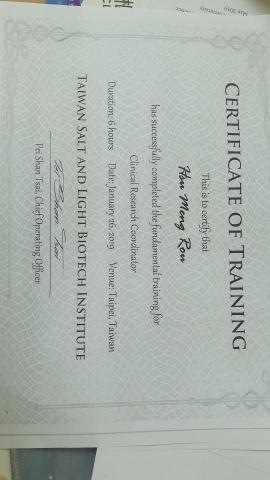 CERTIFICATE OF TRAINING
This is to certify that
Hsu Meng Rou
has successfully completed the fundamental training for
Clinical Research Coordinator
Duration: 6 hours Date: January 26, 2019 Venue: Taipei, Taiwan
TAIWAN SALT AND LIGHT BIOTECH INSTITUTE
Pei Shan Tsai, Chief Operating Officer